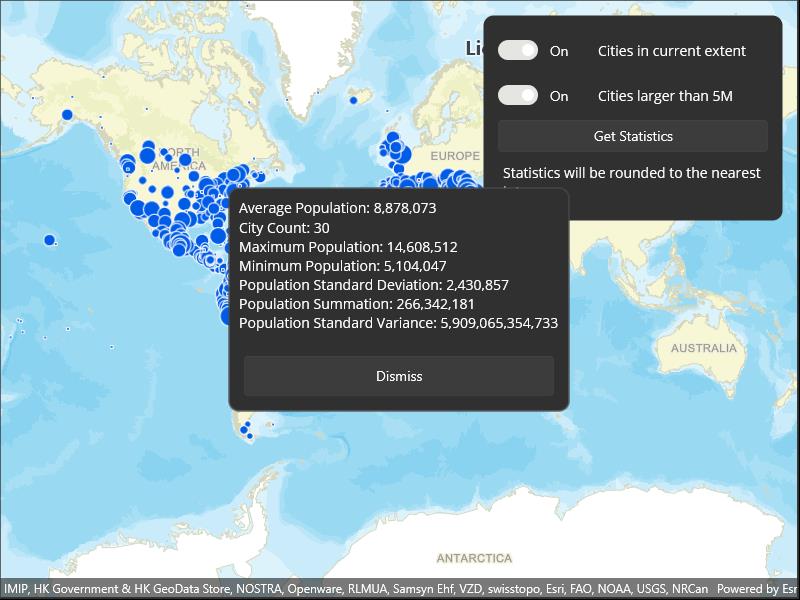 Li
On Cities in current extent
On Cities larger than 5M
Get Statistics
Statistics will be rounded to the nearest
NORTH
AMERICA
EUROPE
Average Population: 8,878,073
City Count: 30
Maximum Population: 14,608,512
Minimum Population: 5,104,047
Population Standard Deviation: 2,430,857
Population Summation: 266,342,181
Population Standard Variance: 5,909,065,354,733
Dismiss
AUSTRALIA
ANTARCTICA
IMIP, HK Government & HK GeoData Store, NOSTRA, Openware, RLMUA, Samsyn Ehf, VZD, swisstopo, Esri, FAO, NOAA, USGS, NRCan Powered by Esr